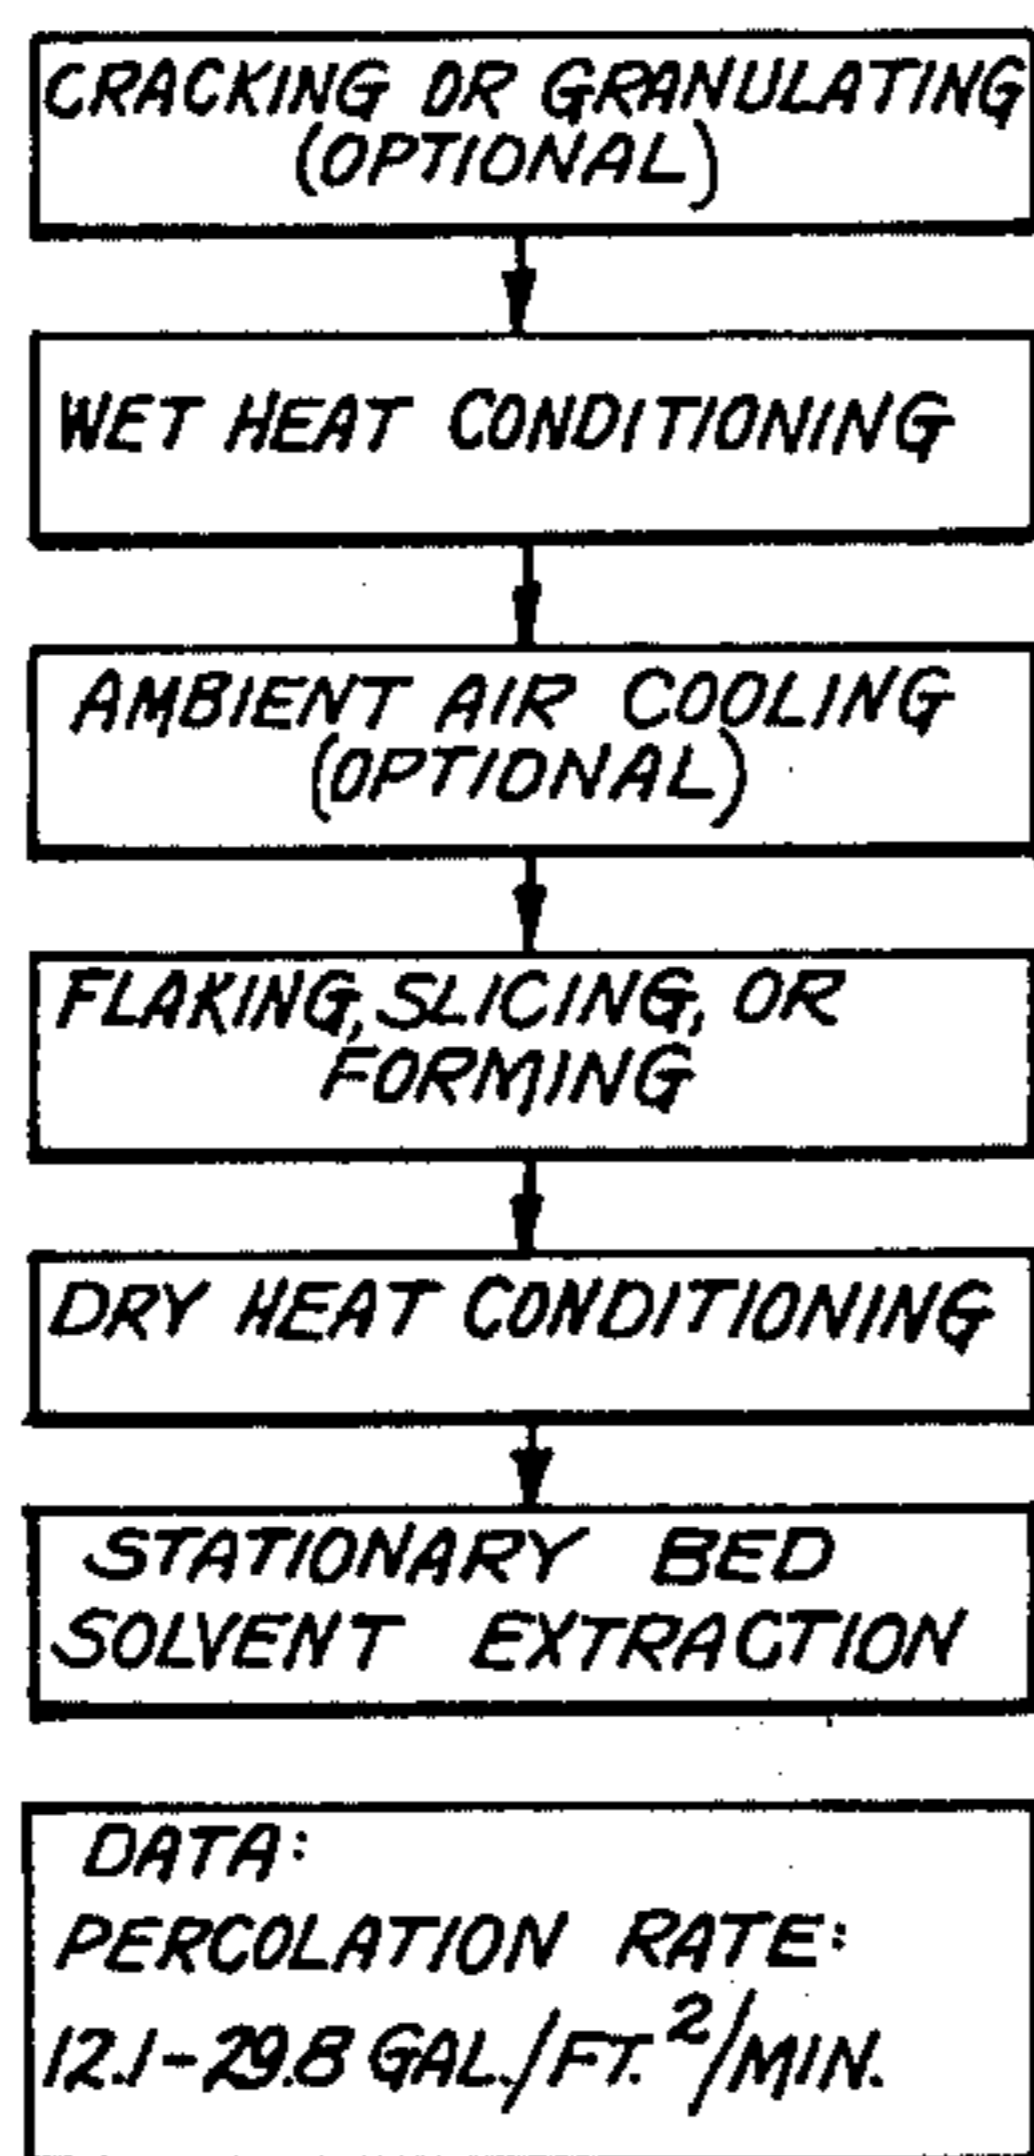 CRACKING OR GRANULATING
(OPTIONAL)
WET HEAT CONDITIONING
AMBIENT AIR COOLING
(OPTIONAL)
FLAKING, SLICING, OR
FORMING
DRY HEAT CONDITIONING
STATIONARY BED
SOLVENT EXTRACTION
DATA:
PERCOLATION RATE:
12.1-29.8 GAL./FT.²/MIN.